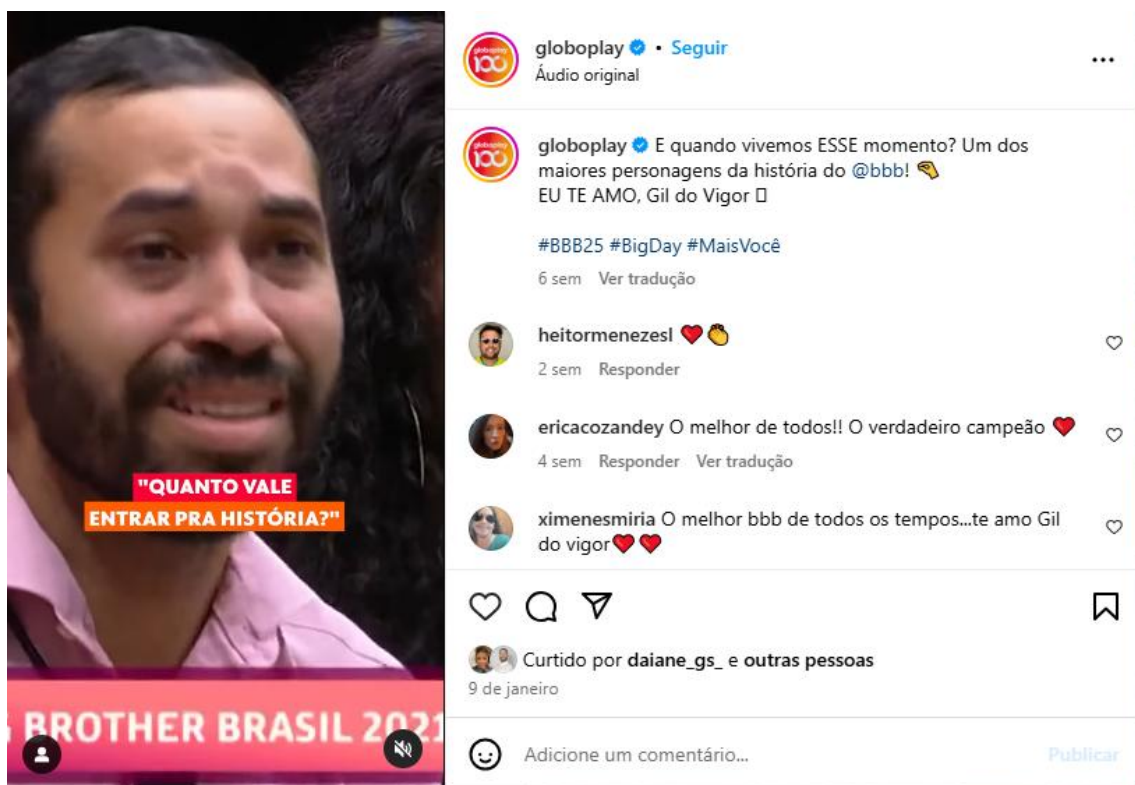 "QUANTO VALE
ENTRAR PRA HISTÓRIA?"
BROTHER BRASIL 2021
globoplay • Seguir
Áudio original
globoplay E quando vivemos ESSE momento? Um dos
maiores personagens da história do @bbb!
EU TE AMO, Gil do Vigor
#BBB25 #BigDay #MaisVocê
6 sem Ver tradução
heitormenezesl
2 sem Responder
ericacozandey O melhor de todos!! O verdadeiro campeão
4 sem Responder Ver tradução
ximenesmiria O melhor bbb de todos os tempos...te amo Gil
do vigor
Curtido por daiane_gs_ e outras pessoas
9 de janeiro
Adicione um comentário...
Publicar